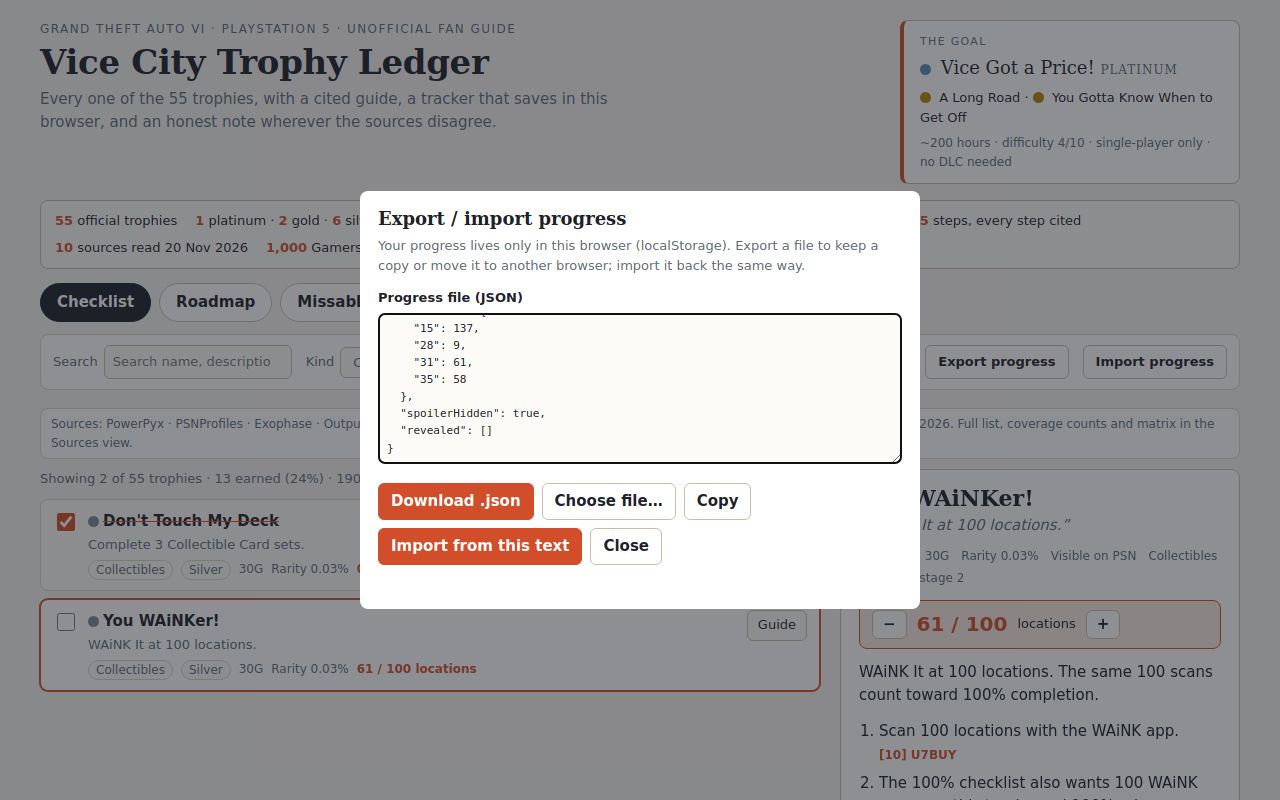 GRAND THEFT AUTO VI · PLAYSTATION 5 · UNOFFICIAL FAN GUIDE
Vice City Trophy Ledger
Every one of the 55 trophies, with a cited guide, a tracker that saves in this
browser, and an honest note wherever the sources disagree.
THE GOAL
Vice Got a Price! PLATINUM
A Long Road · You Gotta Know When to
Get Off
~200 hours · difficulty 4/10 · single-player only ·
no DLC needed
55 official trophies 1 platinum · 2 gold · 6 sil
steps, every step cited
10 sources read 20 Nov 2026 1,000 Gamers
Checklist
Roadmap
Missab
Search
Search name, descriptio
Kind
Export progress
Import progress
Sources: PowerPyx · PSNProfiles · Exophase · Outpu
2026. Full list, coverage counts and matrix in the
Sources view.
Showing 2 of 55 trophies · 13 earned (24%) · 190
Don't Touch My Deck
Complete 3 Collectible Card sets.
Collectibles Silver 30G Rarity 0.03%
You WAiNKer!
Guide
WAiNK It at 100 locations.
Collectibles Silver 30G Rarity 0.03% 61 / 100 locations
WAiNKer!
It at 100 locations.”
30G Rarity 0.03% Visible on PSN Collectibles
stage 2
− 61 / 100 locations +
WAiNK It at 100 locations. The same 100 scans
count toward 100% completion.
1. Scan 100 locations with the WAiNK app.
[10] U7BUY
2. The 100% checklist also wants 100 WAiNK
Export / import progress
Your progress lives only in this browser (localStorage). Export a file to keep a
copy or move it to another browser; import it back the same way.
Progress file (JSON)
"15": 137,
"28": 9,
"31": 61,
"35": 58
},
"spoilerHidden": true,
"revealed": []
}
Download .json
Choose file…
Copy
Import from this text
Close